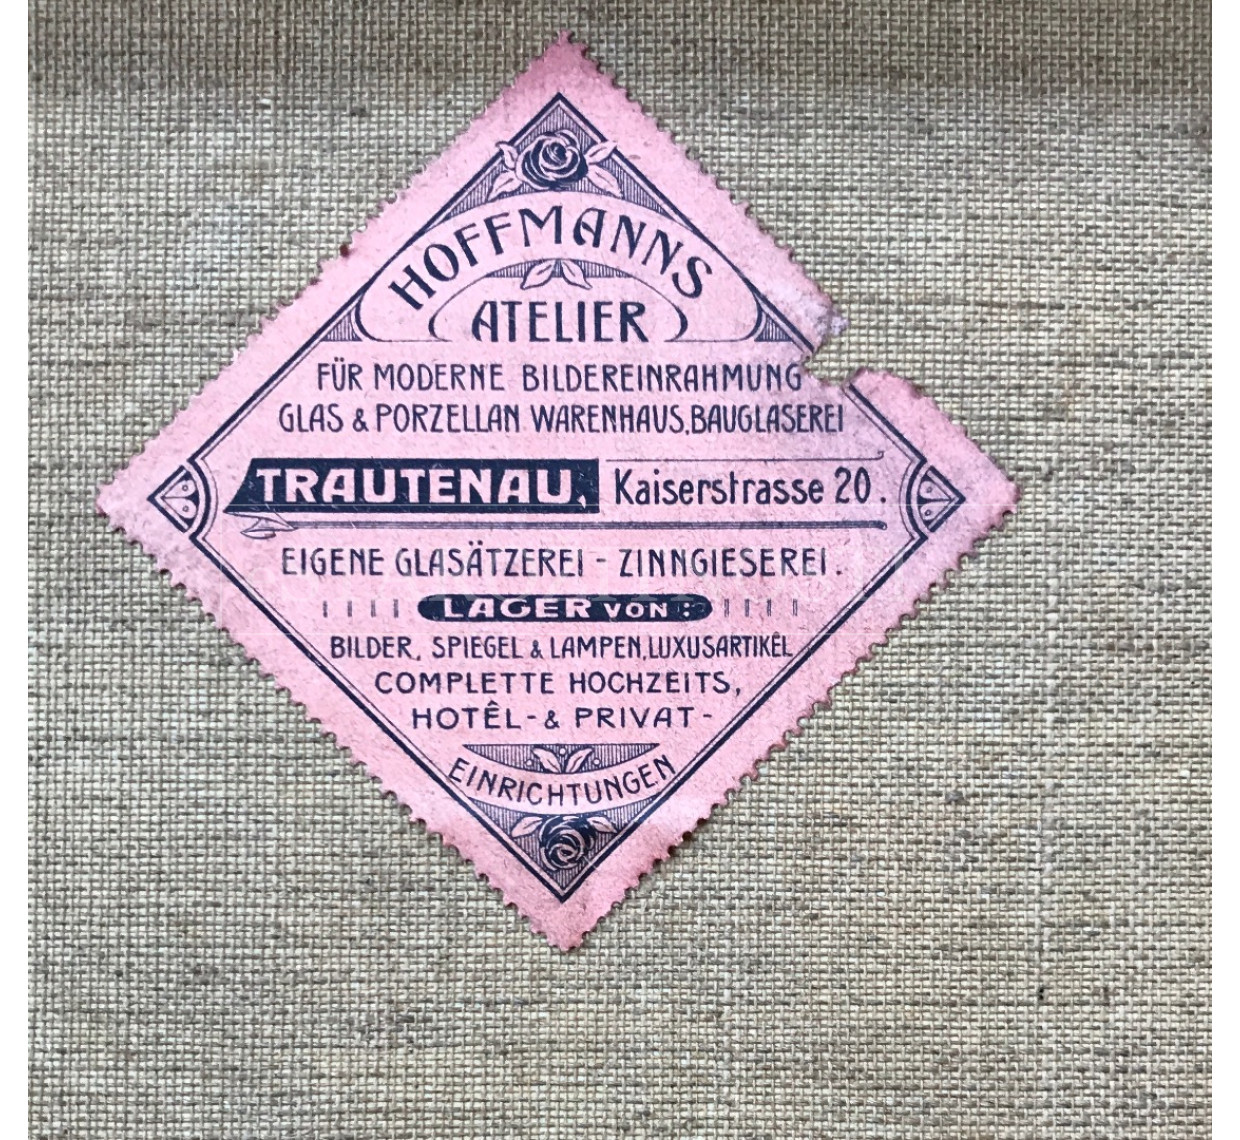 HOFFMANNS
ATELIER
FÜR MODERNE BILDEREINRAHMUNG
GLAS & PORZELLAN WARENHAUS, BAUGLASEREI
TRAUTENAU, Kaiserstrasse 20.
EIGENE GLASÄTZEREI - ZINNGIESEREI.
LAGER VON:
BILDER, SPIEGEL & LAMPEN, LUXUSARTIKÊL
COMPLETTE HOCHZEITS,
HOTÊL- & PRIVAT-
EINRICHTUNGEN